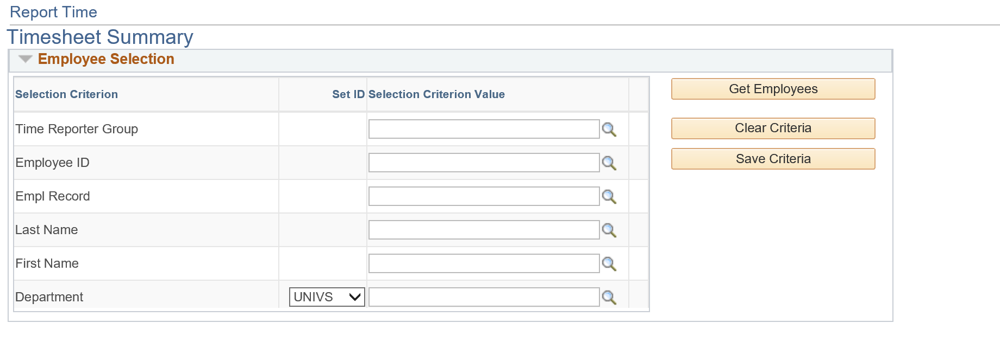 Report Time
Timesheet Summary
Employee Selection
Selection Criterion Set ID Selection Criterion Value
Get Employees
Time Reporter Group
Clear Criteria
Employee ID
Save Criteria
Empl Record
Last Name
First Name
Department UNIVS